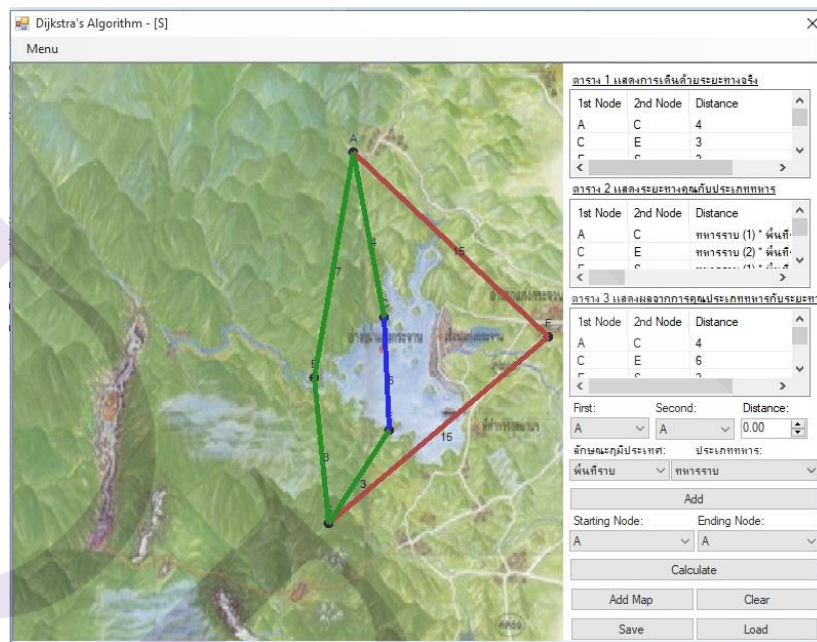 Dijkstra's Algorithm - [S]
Menu
A
4
7
15
F
B
6
3
3
15
ตาราง 1 แสดงการเดินด้วยระยะทางจริง
1st Node 2nd Node Distance
A C 4
C E 3
ตาราง 2 แสดงระยะทางคูณกับประเภททหาร
1st Node 2nd Node Distance
A C ทหารราบ (1) * พื้นที่
C E ทหารราบ (2) * พื้นที่
ตาราง 3 แสดงผลจากการคูณประเภททหารกับระยะทา
1st Node 2nd Node Distance
A C 4
C E 6
First: Second: Distance:
A A 0.00
ลักษณะภูมิประเทศ: ประเภททหาร:
พื้นที่ราบ ทหารราบ
Add
Starting Node: Ending Node:
A A
Calculate
Add Map Clear
Save Load